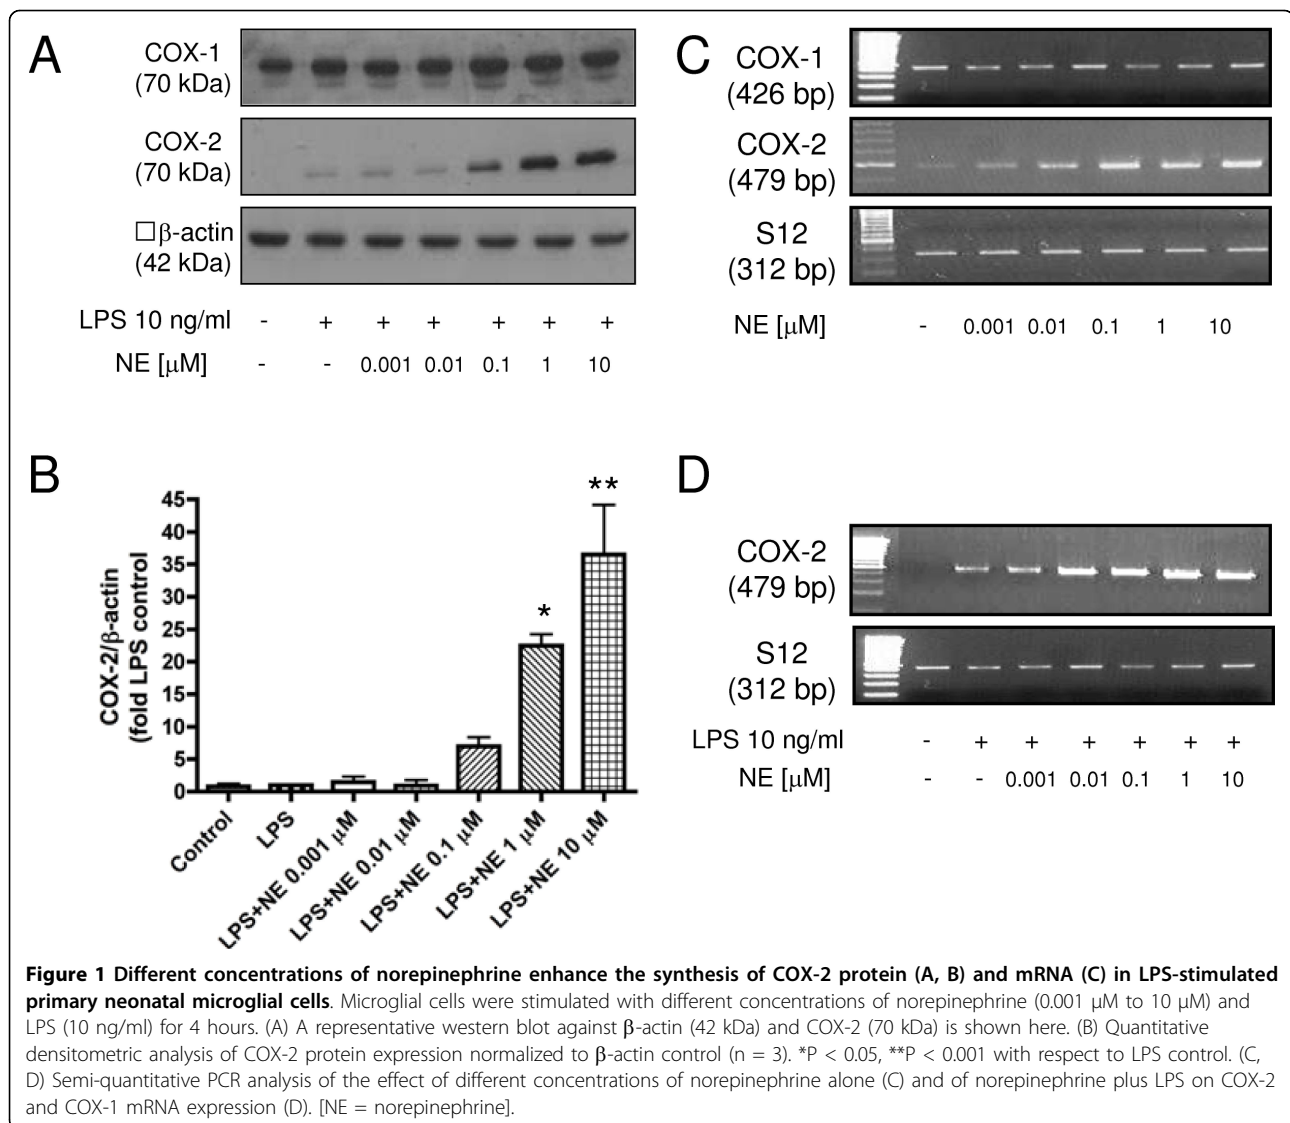 A
COX-1
(70 kDa)
COX-2
(70 kDa)
□β-actin
(42 kDa)
LPS 10 ng/ml - + + + + + +
NE [μM] - - 0.001 0.01 0.1 1 10
C
COX-1
(426 bp)
COX-2
(479 bp)
S12
(312 bp)
NE [μM] - 0.001 0.01 0.1 1 10
B
COX-2/β-actin
(fold LPS control)
45
40
35
30
25
20
15
10
5
0
*
**
Control
LPS
LPS+NE 0.001 μM
LPS+NE 0.01 μM
LPS+NE 0.1 μM
LPS+NE 1 μM
LPS+NE 10 μM
D
COX-2
(479 bp)
S12
(312 bp)
LPS 10 ng/ml - + + + + + +
NE [μM] - - 0.001 0.01 0.1 1 10
Figure 1 Different concentrations of norepinephrine enhance the synthesis of COX-2 protein (A, B) and mRNA (C) in LPS-stimulated
primary neonatal microglial cells. Microglial cells were stimulated with different concentrations of norepinephrine (0.001 μM to 10 μM) and
LPS (10 ng/ml) for 4 hours. (A) A representative western blot against β-actin (42 kDa) and COX-2 (70 kDa) is shown here. (B) Quantitative
densitometric analysis of COX-2 protein expression normalized to β-actin control (n = 3). *P < 0.05, **P < 0.001 with respect to LPS control. (C,
D) Semi-quantitative PCR analysis of the effect of different concentrations of norepinephrine alone (C) and of norepinephrine plus LPS on COX-2
and COX-1 mRNA expression (D). [NE = norepinephrine].